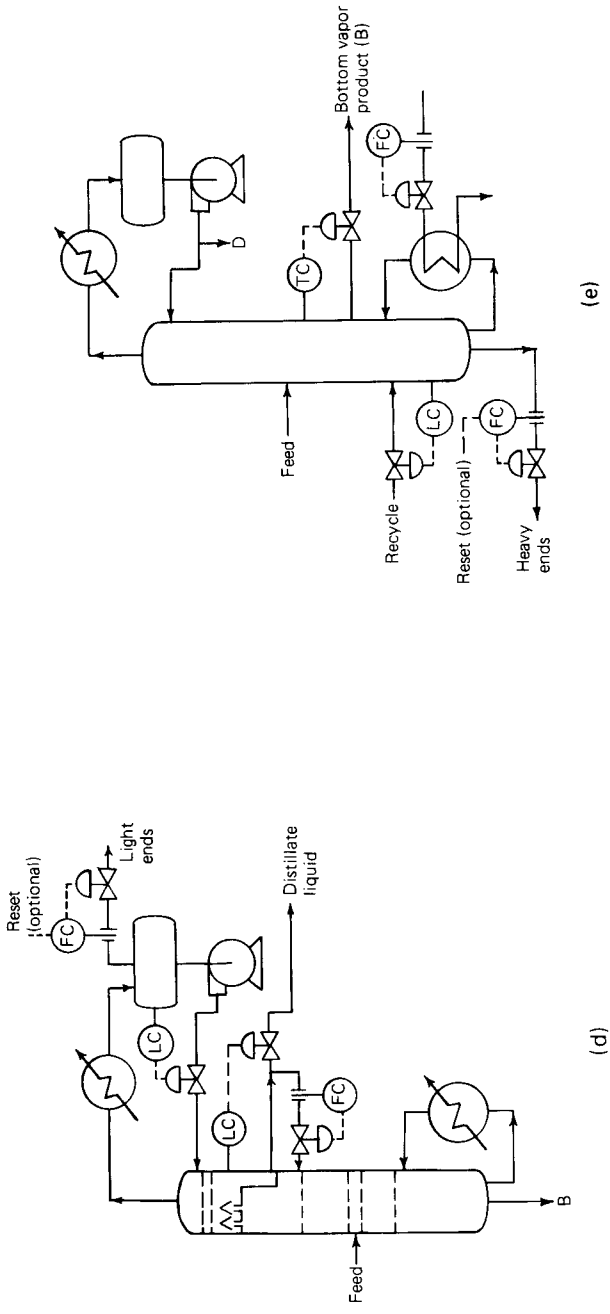 Reset
(optional)
FC
Light
ends
LC
LC
Distillate
liquid
FC
Feed
B
(d)
D
TC
Bottom vapor
product (B)
FC
Feed
Recycle
LC
Reset (optional)
FC
Heavy
ends
(e)